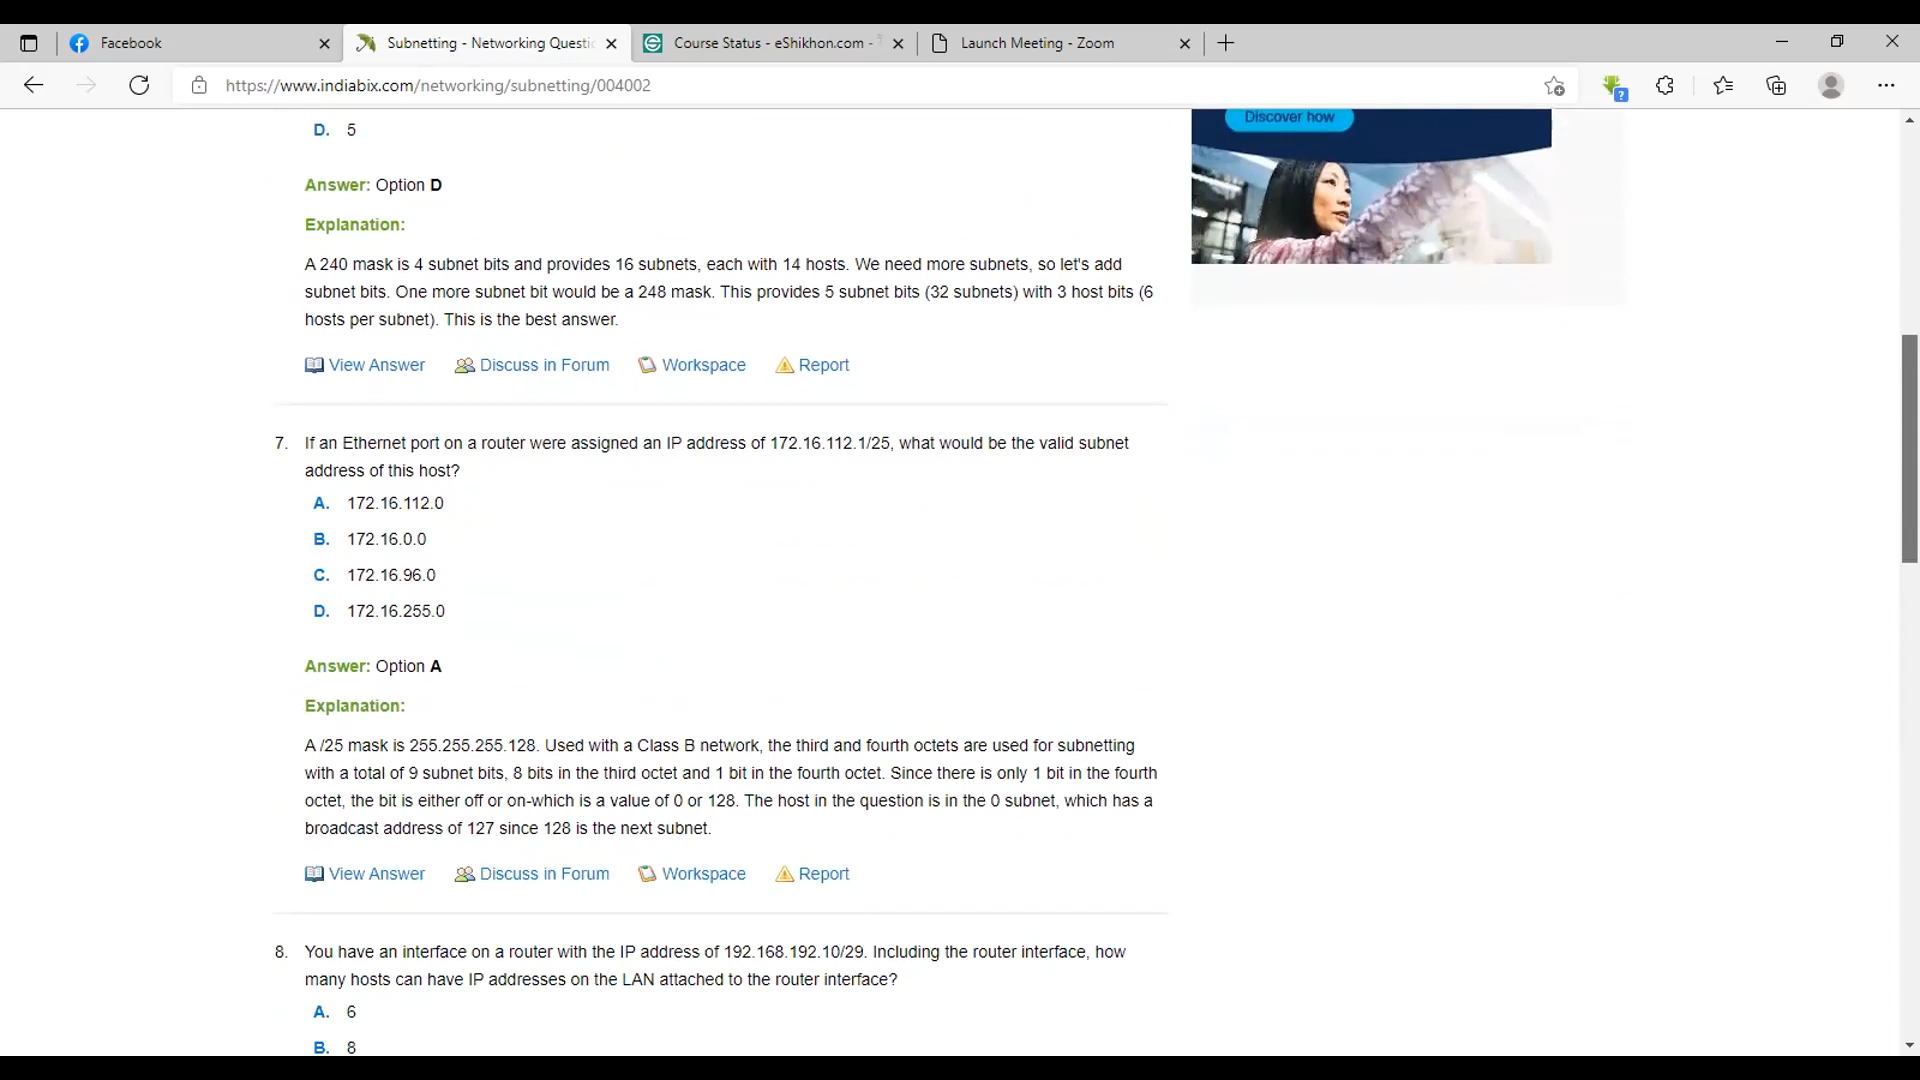 Facebook
Subnetting - Networking Questi
Course Status - eShikhon.com -
Launch Meeting - Zoom
https://www.indiabix.com/networking/subnetting/004002
Discover how
D. 5
Answer: Option D
Explanation:
A 240 mask is 4 subnet bits and provides 16 subnets, each with 14 hosts. We need more subnets, so let's add
subnet bits. One more subnet bit would be a 248 mask. This provides 5 subnet bits (32 subnets) with 3 host bits (6
hosts per subnet). This is the best answer.
View Answer Discuss in Forum Workspace Report
7. If an Ethernet port on a router were assigned an IP address of 172.16.112.1/25, what would be the valid subnet
address of this host?
A. 172.16.112.0
B. 172.16.0.0
C. 172.16.96.0
D. 172.16.255.0
Answer: Option A
Explanation:
A /25 mask is 255.255.255.128. Used with a Class B network, the third and fourth octets are used for subnetting
with a total of 9 subnet bits, 8 bits in the third octet and 1 bit in the fourth octet. Since there is only 1 bit in the fourth
octet, the bit is either off or on-which is a value of 0 or 128. The host in the question is in the 0 subnet, which has a
broadcast address of 127 since 128 is the next subnet.
View Answer Discuss in Forum Workspace Report
8. You have an interface on a router with the IP address of 192.168.192.10/29. Including the router interface, how
many hosts can have IP addresses on the LAN attached to the router interface?
A. 6
B. 8